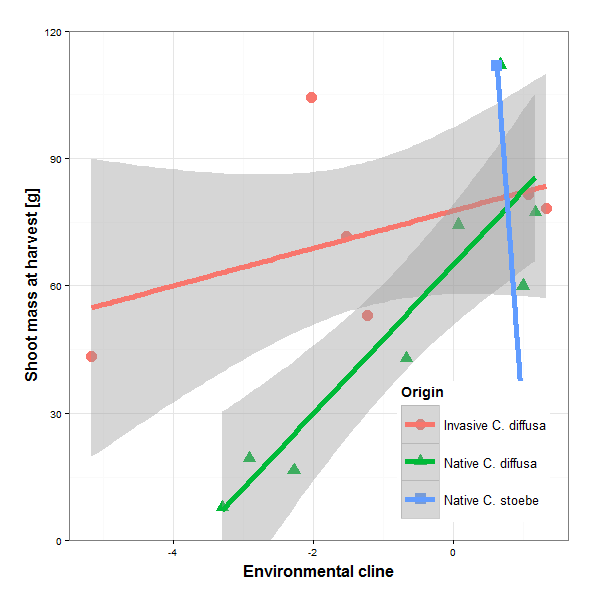 120
90
60
30
0
Shoot mass at harvest [g]
Origin
Invasive C. diffusa
Native C. diffusa
Native C. stoebe
-4
-2
0
Environmental cline